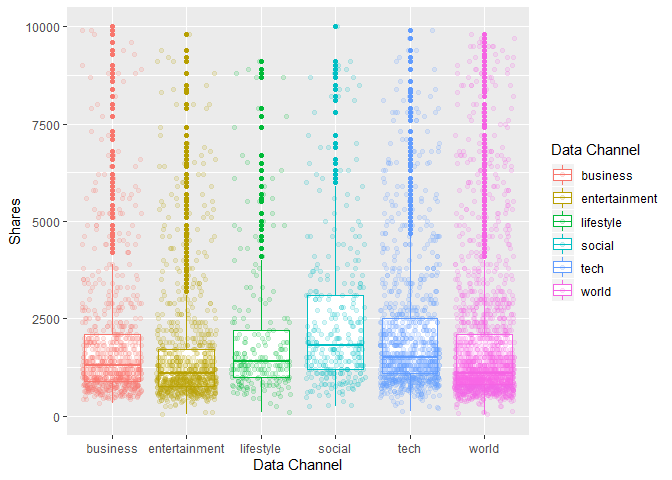 10000
7500
5000
2500
0
Shares
business entertainment lifestyle social tech world
Data Channel
Data Channel
business
entertainment
lifestyle
social
tech
world